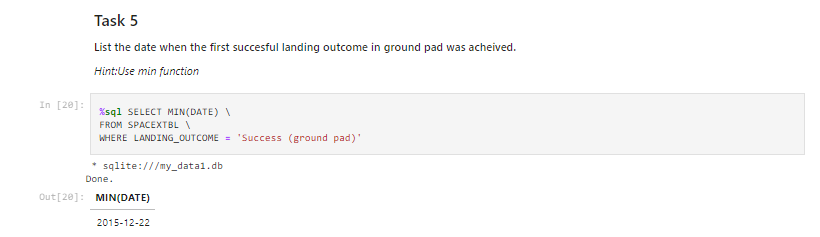 Task 5
List the date when the first succesful landing outcome in ground pad was acheived.
Hint:Use min function
In [20]:
%sql SELECT MIN(DATE) \
FROM SPACEXTBL \
WHERE LANDING_OUTCOME = 'Success (ground pad)'
* sqlite:///my_data1.db
Done.
Out[20]:
MIN(DATE)
2015-12-22